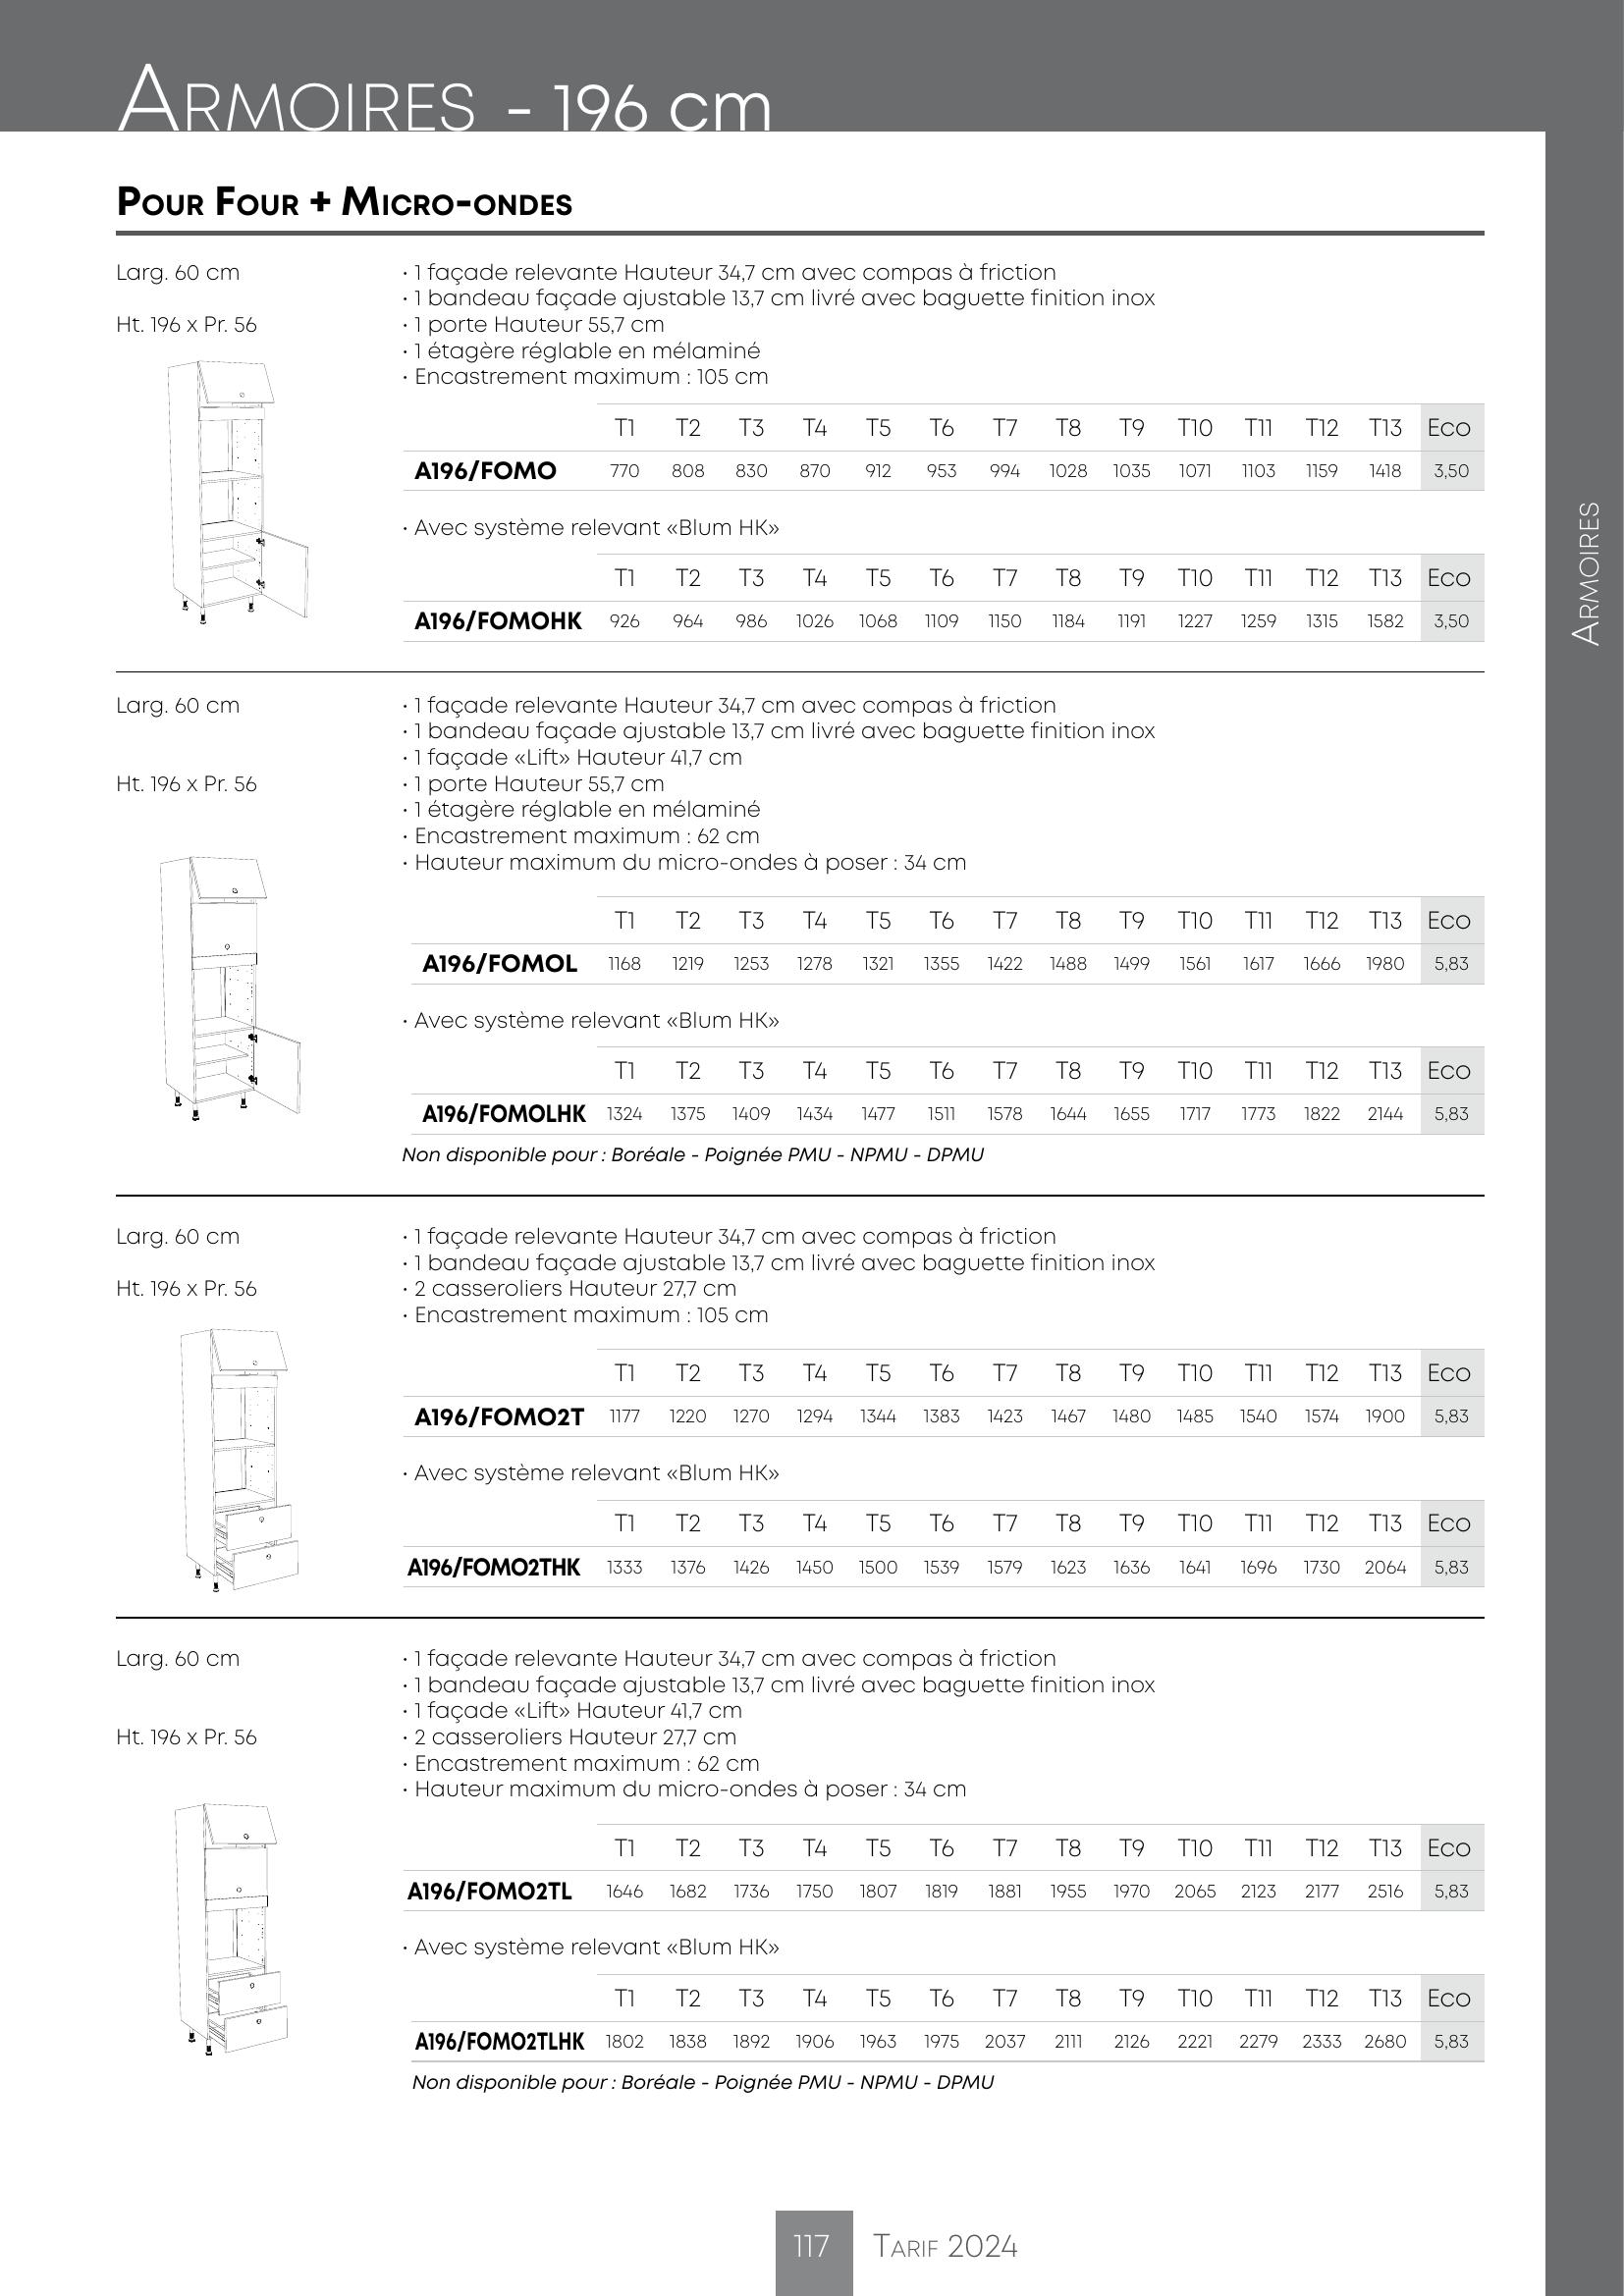 Armoires - 196 cm
Pour Four + Micro-ondes
Larg. 60 cm
Ht. 196 x Pr. 56
· 1 façade relevante Hauteur 34,7 cm avec compas à friction
· 1 bandeau façade ajustable 13,7 cm livré avec baguette finition inox
· 1 porte Hauteur 55,7 cm
· 1 étagère réglable en mélaminé
· Encastrement maximum : 105 cm
T1 T2 T3 T4 T5 T6 T7 T8 T9 T10 T11 T12 T13 Eco
A196/FOMO 770 808 830 870 912 953 994 1028 1035 1071 1103 1159 1418 3,50
· Avec système relevant «Blum HK»
T1 T2 T3 T4 T5 T6 T7 T8 T9 T10 T11 T12 T13 Eco
A196/FOMOHK 926 964 986 1026 1068 1109 1150 1184 1191 1227 1259 1315 1582 3,50
Larg. 60 cm
Ht. 196 x Pr. 56
· 1 façade relevante Hauteur 34,7 cm avec compas à friction
· 1 bandeau façade ajustable 13,7 cm livré avec baguette finition inox
· 1 façade «Lift» Hauteur 41,7 cm
· 1 porte Hauteur 55,7 cm
· 1 étagère réglable en mélaminé
· Encastrement maximum : 62 cm
· Hauteur maximum du micro-ondes à poser : 34 cm
T1 T2 T3 T4 T5 T6 T7 T8 T9 T10 T11 T12 T13 Eco
A196/FOMOL 1168 1219 1253 1278 1321 1355 1422 1488 1499 1561 1617 1666 1980 5,83
· Avec système relevant «Blum HK»
T1 T2 T3 T4 T5 T6 T7 T8 T9 T10 T11 T12 T13 Eco
A196/FOMOLHK 1324 1375 1409 1434 1477 1511 1578 1644 1655 1717 1773 1822 2144 5,83
Non disponible pour : Boréale - Poignée PMU - NPMU - DPMU
Larg. 60 cm
Ht. 196 x Pr. 56
· 1 façade relevante Hauteur 34,7 cm avec compas à friction
· 1 bandeau façade ajustable 13,7 cm livré avec baguette finition inox
· 2 casseroliers Hauteur 27,7 cm
· Encastrement maximum : 105 cm
T1 T2 T3 T4 T5 T6 T7 T8 T9 T10 T11 T12 T13 Eco
A196/FOMO2T 1177 1220 1270 1294 1344 1383 1423 1467 1480 1485 1540 1574 1900 5,83
· Avec système relevant «Blum HK»
T1 T2 T3 T4 T5 T6 T7 T8 T9 T10 T11 T12 T13 Eco
A196/FOMO2THK 1333 1376 1426 1450 1500 1539 1579 1623 1636 1641 1696 1730 2064 5,83
Larg. 60 cm
Ht. 196 x Pr. 56
· 1 façade relevante Hauteur 34,7 cm avec compas à friction
· 1 bandeau façade ajustable 13,7 cm livré avec baguette finition inox
· 1 façade «Lift» Hauteur 41,7 cm
· 2 casseroliers Hauteur 27,7 cm
· Encastrement maximum : 62 cm
· Hauteur maximum du micro-ondes à poser : 34 cm
T1 T2 T3 T4 T5 T6 T7 T8 T9 T10 T11 T12 T13 Eco
A196/FOMO2TL 1646 1682 1736 1750 1807 1819 1881 1955 1970 2065 2123 2177 2516 5,83
· Avec système relevant «Blum HK»
T1 T2 T3 T4 T5 T6 T7 T8 T9 T10 T11 T12 T13 Eco
A196/FOMO2TLHK 1802 1838 1892 1906 1963 1975 2037 2111 2126 2221 2279 2333 2680 5,83
Non disponible pour : Boréale - Poignée PMU - NPMU - DPMU
Armoires
117 Tarif 2024